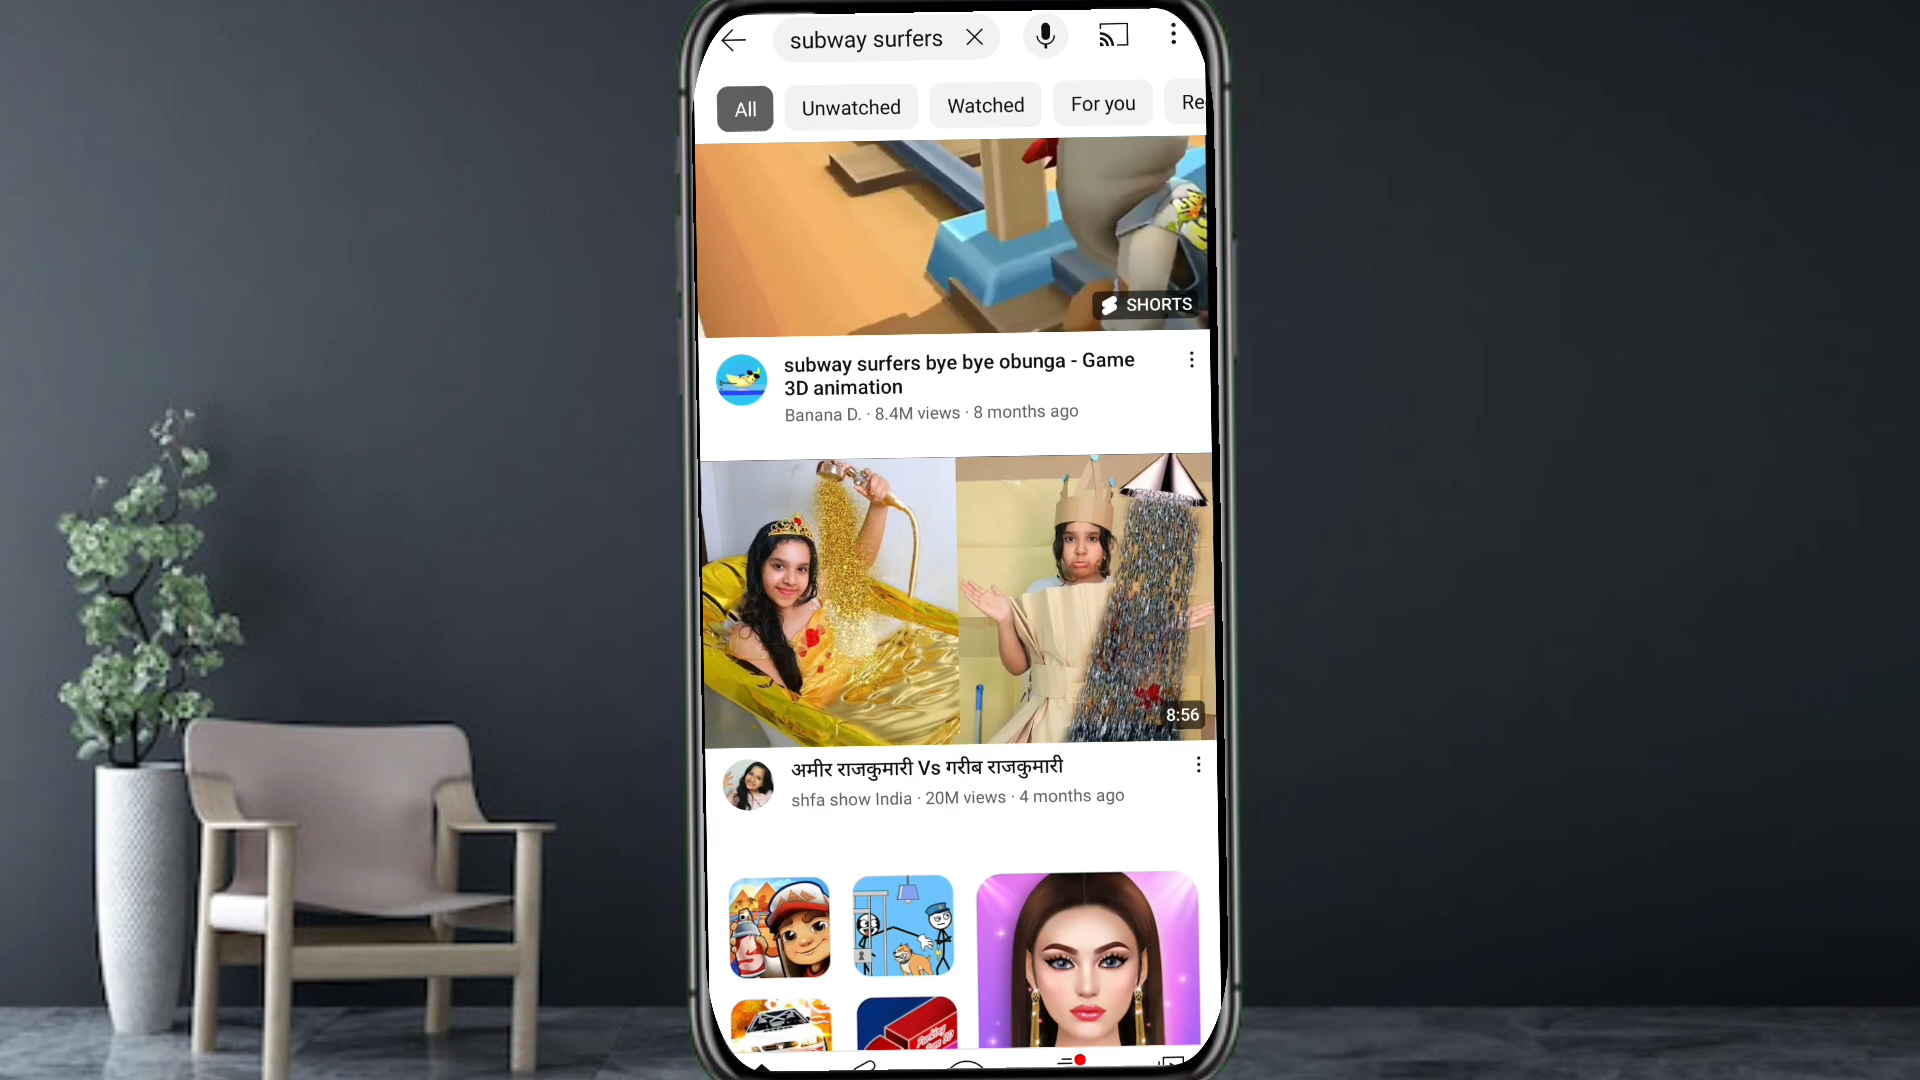 subway surfers
All
Unwatched
Watched
For you
SHORTS
subway surfers bye bye obunga - Game
3D animation
Banana D. · 8.4M views · 8 months ago
8:56
अमीर राजकुमारी Vs गरीब राजकुमारी
shfa show India · 20M views · 4 months ago